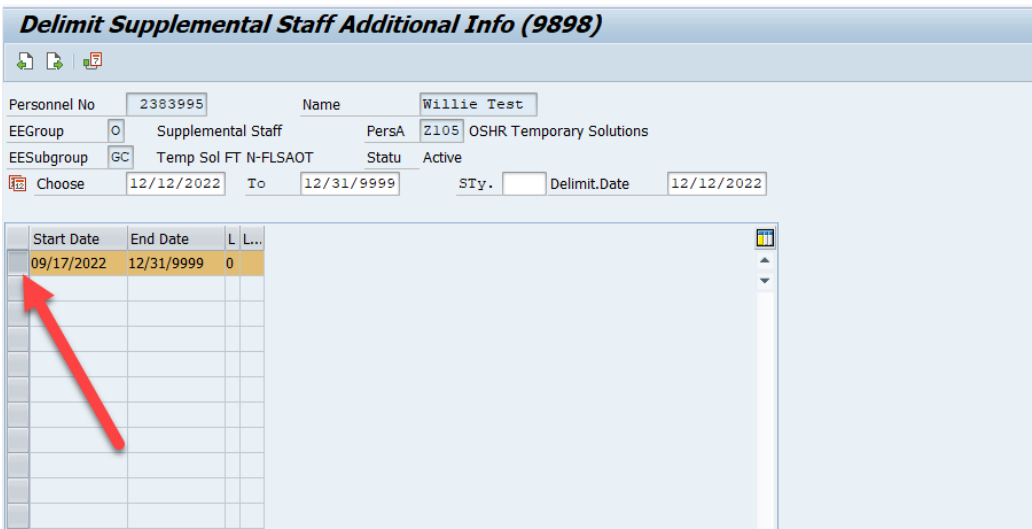 Delimit Supplemental Staff Additional Info (9898)
Personnel No 2383995 Name Willie Test
EEGroup O Supplemental Staff PersA Z105 OSHR Temporary Solutions
EESubgroup GC Temp Sol FT N-FLSAOT Statu Active
Choose 12/12/2022 To 12/31/9999 STy. Delimit.Date 12/12/2022
Start Date End Date L L...
09/17/2022 12/31/9999 0